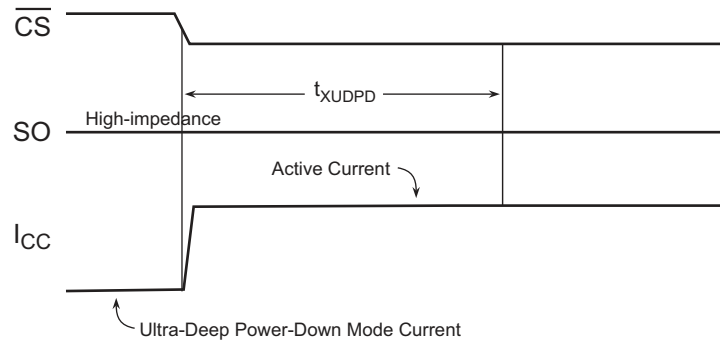 CS
tXUDPD
High-impedance
SO
Active Current
ICC
Ultra-Deep Power-Down Mode Current